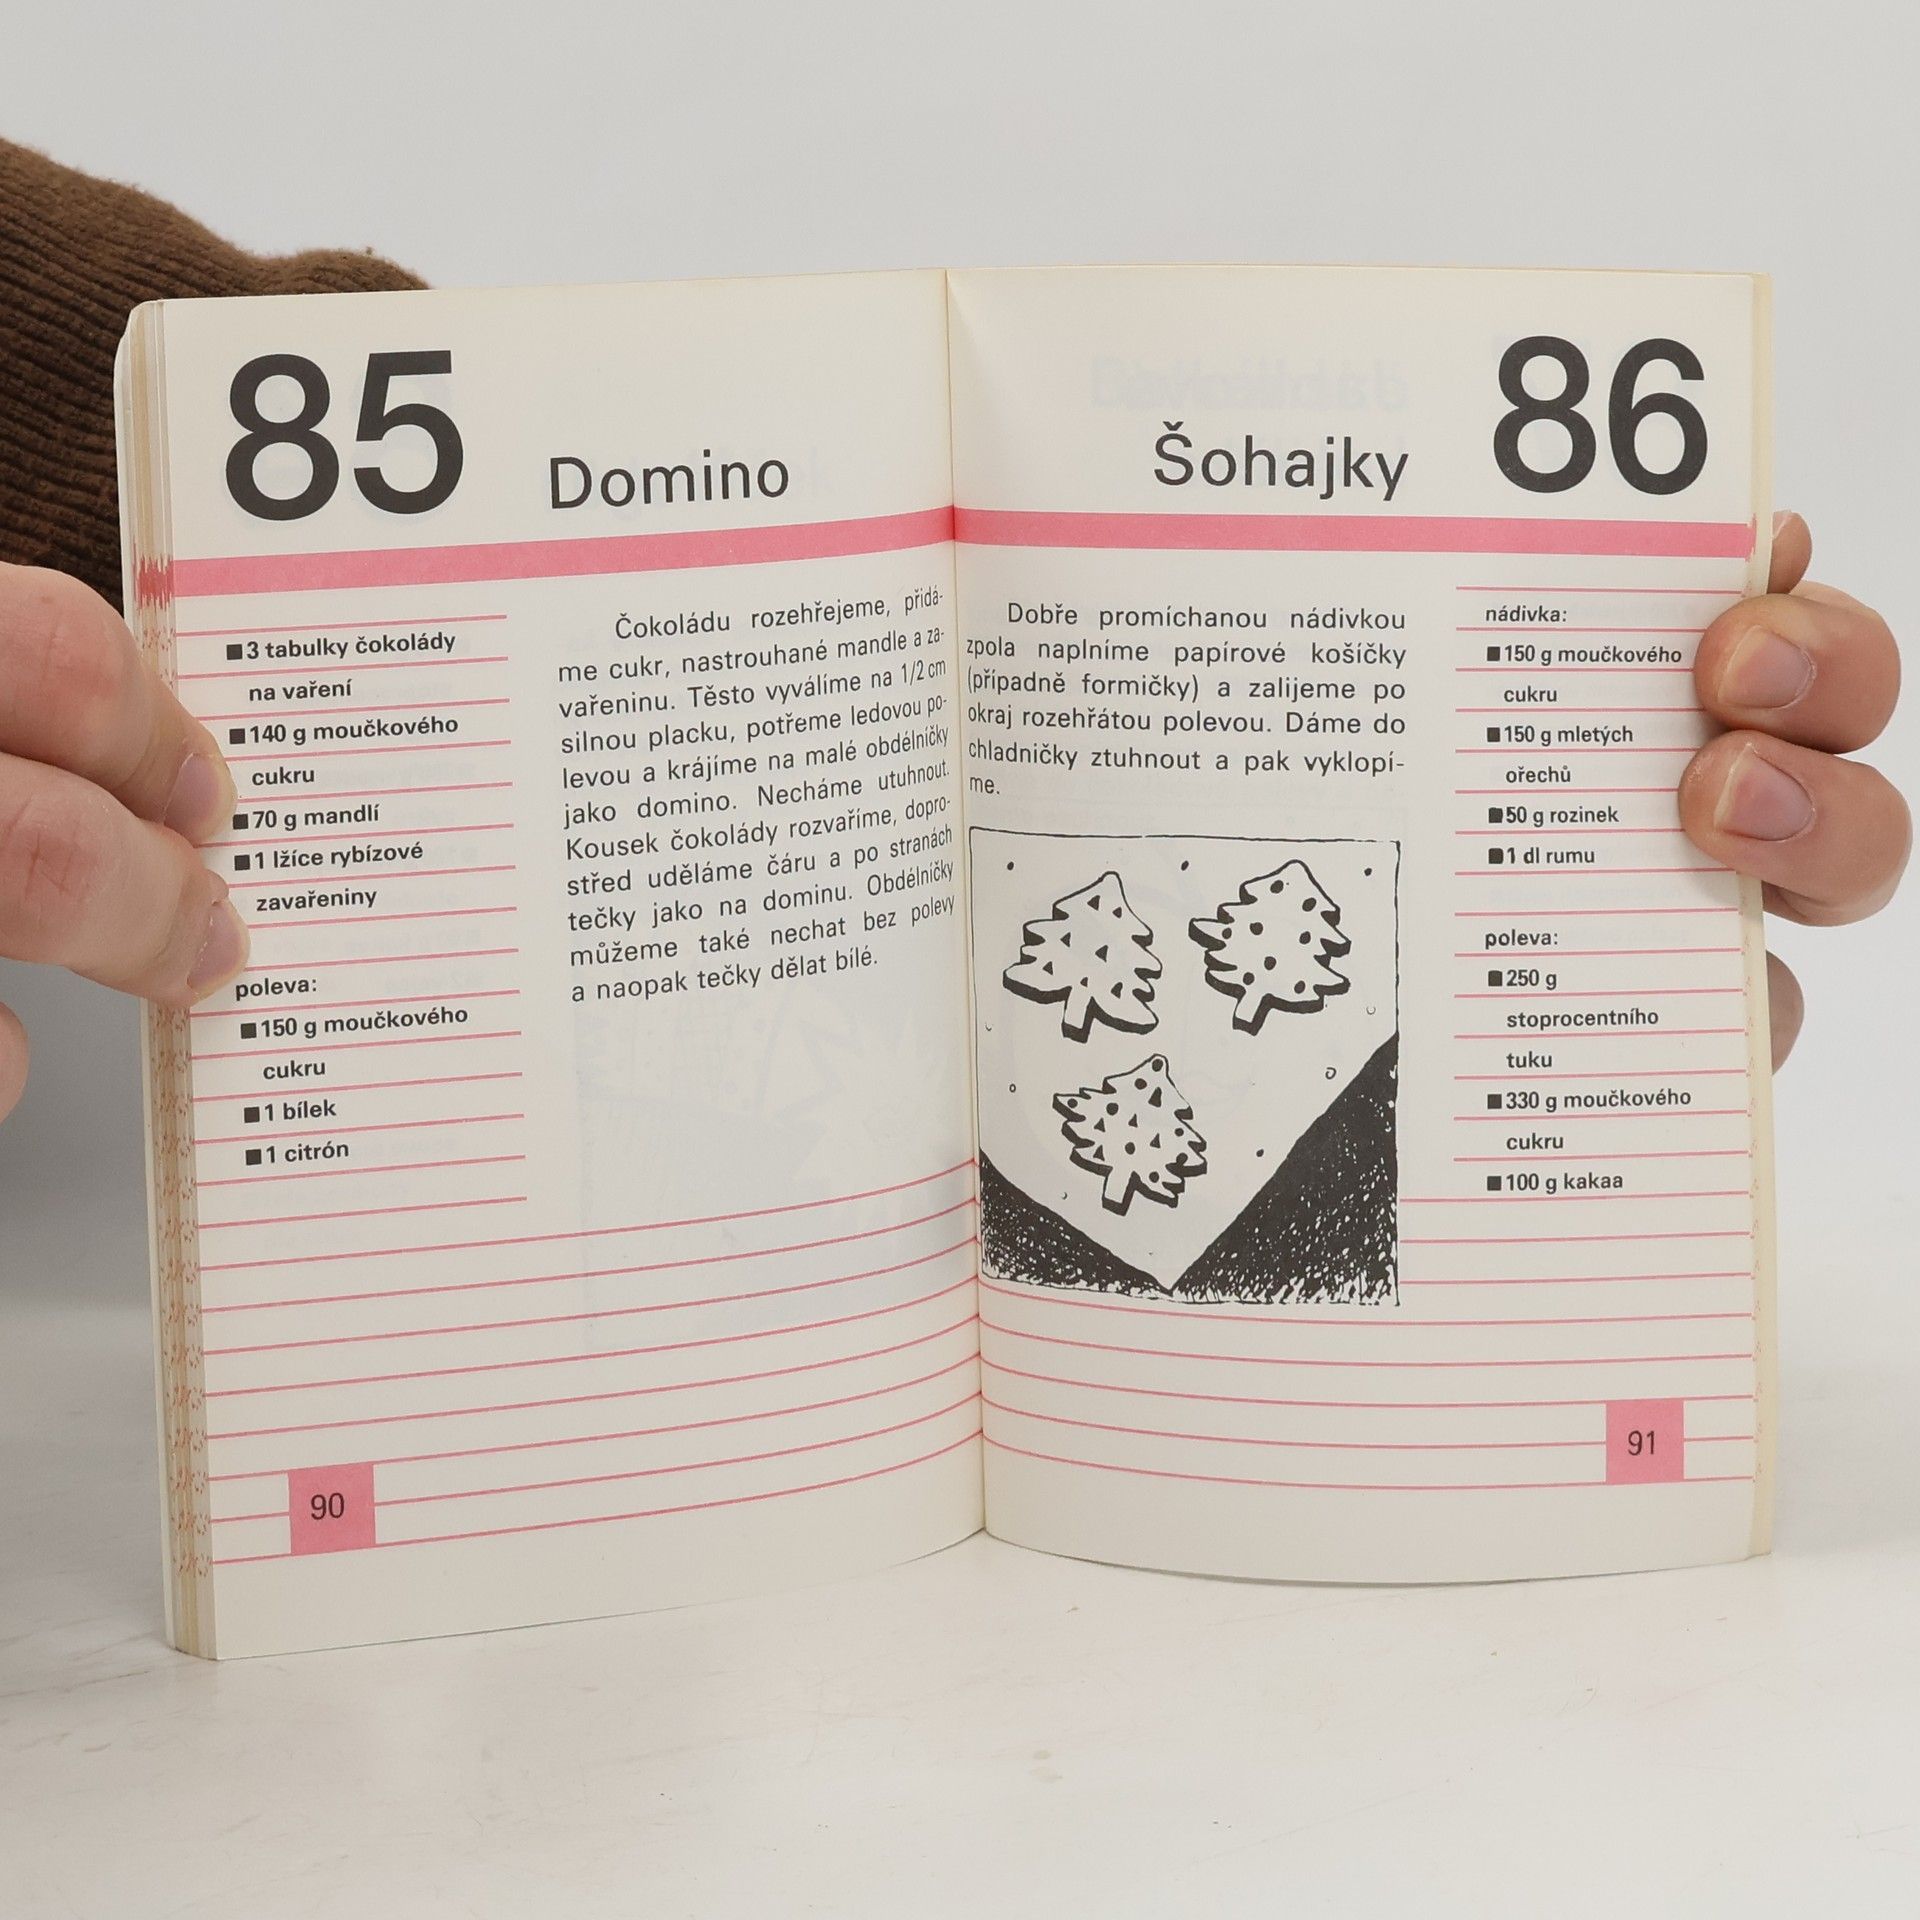 85
Domino
■ 3 tabulky čokolády
na vaření
■ 140 g moučkového
cukru
■ 70 g mandlí
■ 1 lžíce rybízové
zavařeniny
poleva:
■ 150 g moučkového
cukru
■ 1 bílek
■ 1 citrón
Čokoládu rozehřejeme, přidá-
me cukr, nastrouhané mandle a za-
vařeninu. Těsto vyválíme na 1/2 cm
silnou placku, potřeme ledovou po-
levou a krájíme na malé obdélníčky
jako domino. Necháme utuhnout.
Kousek čokolády rozvaříme, dopro-
střed uděláme čáru a po stranách
tečky jako na dominu. Obdélníčky
můžeme také nechat bez polevy
a naopak tečky dělat bílé.
90
Šohajky
86
Dobře promíchanou nádivkou
zpola naplníme papírové košíčky
(případně formičky) a zalijeme po
okraj rozehřátou polevou. Dáme do
chladničky ztuhnout a pak vyklopí-
me.
nádivka:
■ 150 g moučkového
cukru
■ 150 g mletých
ořechů
■ 50 g rozinek
■ 1 dl rumu
poleva:
■ 250 g
stoprocentního
tuku
■ 330 g moučkového
cukru
■ 100 g kakaa
91